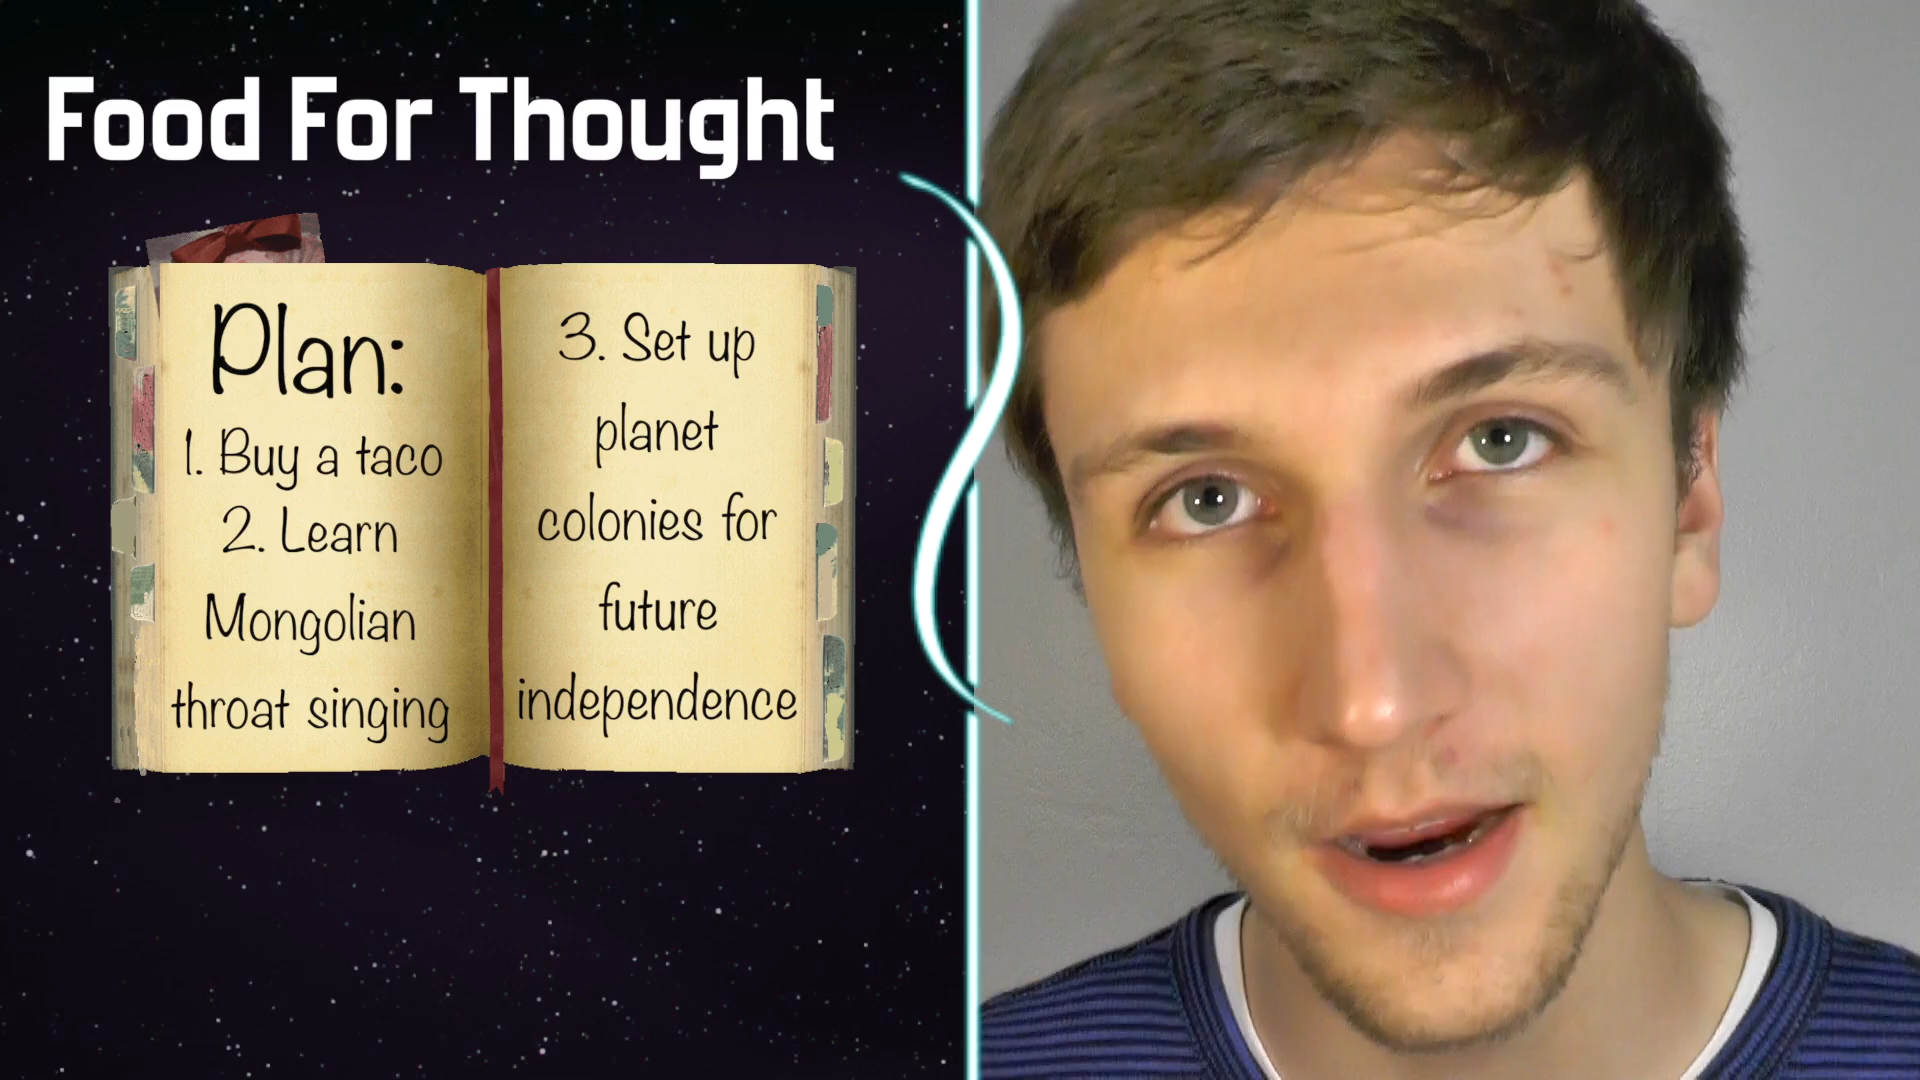 Food For Thought
Plan:
1. Buy a taco
2. Learn
Mongolian
throat singing
3. Set up
planet
colonies for
future
independence